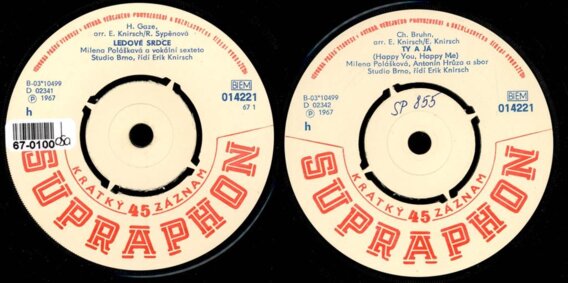 H. Gaze,
arr. E. Knirsch/R. Sypěnová
LEDOVÉ SRDCE
Milena Polášková a vokální sexteto
Studio Brno, řídí Erik Knirsch
B-03*10499
D 02341
Ⓟ 1967
h
BIEM
014221
67 1
67-0100
SUPRAPHON
KRÁTKÝ 45 ZÁZNAM
Ch. Bruhn,
arr. E. Knirsch/E. Knirsch
TY A JÁ
(Happy You, Happy Me)
Milena Polášková, Antonín Hrůza a sbor
Studio Brno, řídí Erik Knirsch
B-03*10499
D 02342
Ⓟ 1967
h
SP 855
BIEM
014221
SUPRAPHON
KRÁTKÝ 45 ZÁZNAM